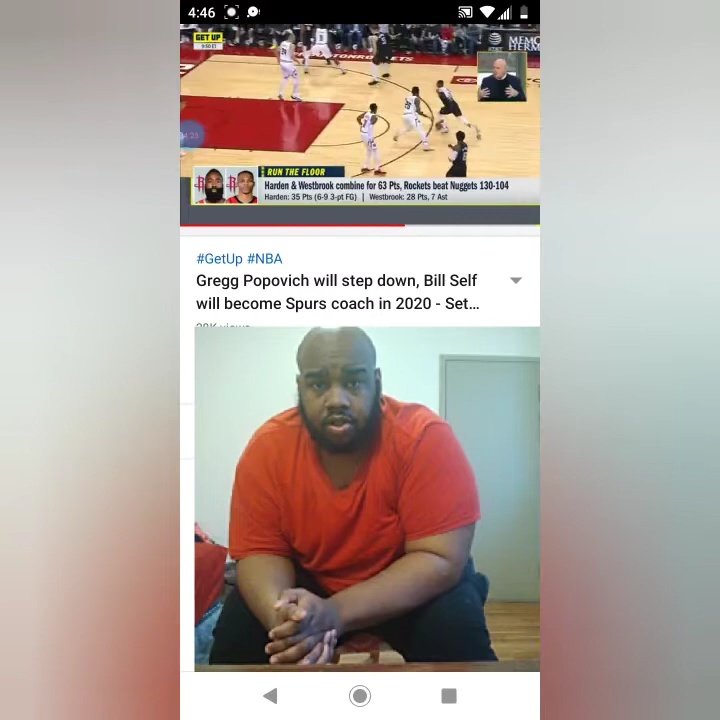 4:46
GET UP
AT&T
RUN THE FLOOR
Harden & Westbrook combine for 63 Pts, Rockets beat Nuggets 130-104
Harden: 35 Pts (6-9 3-pt FG) | Westbrook: 28 Pts, 7 Ast
#GetUp #NBA
Gregg Popovich will step down, Bill Self
will become Spurs coach in 2020 - Set...